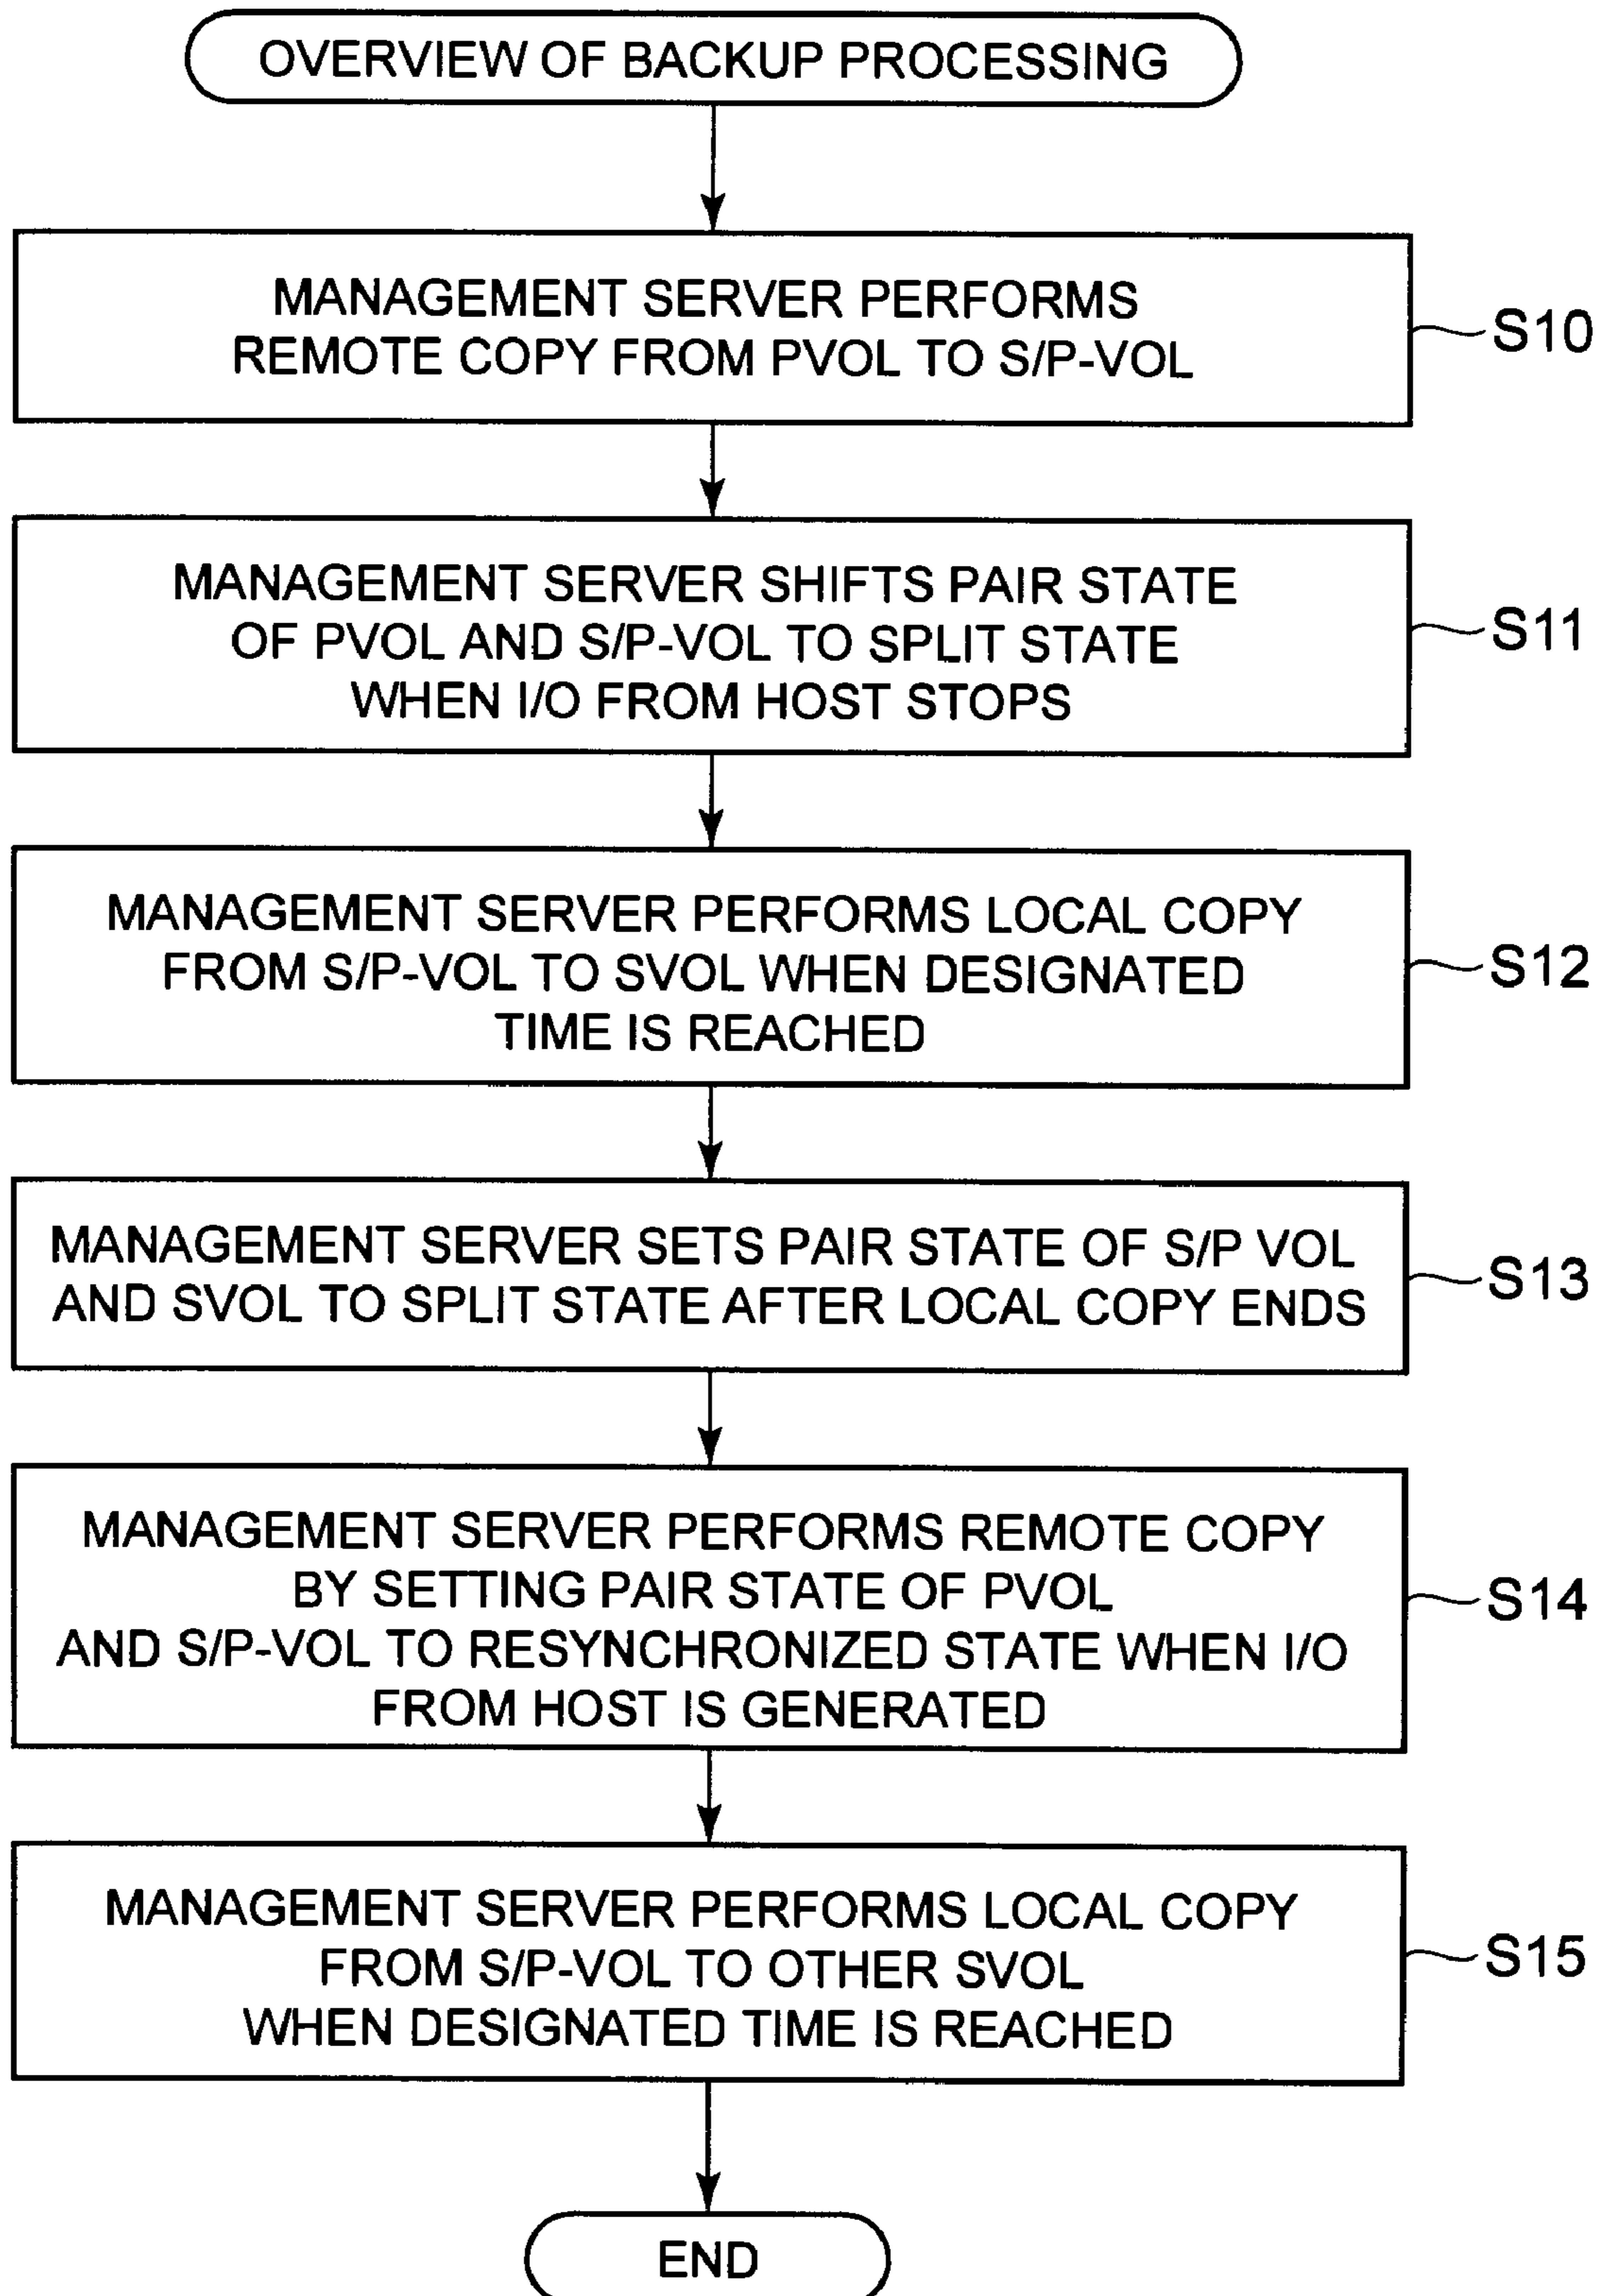 OVERVIEW OF BACKUP PROCESSING
MANAGEMENT SERVER PERFORMS
REMOTE COPY FROM PVOL TO S/P-VOL
S10
MANAGEMENT SERVER SHIFTS PAIR STATE
OF PVOL AND S/P-VOL TO SPLIT STATE
WHEN I/O FROM HOST STOPS
S11
MANAGEMENT SERVER PERFORMS LOCAL COPY
FROM S/P-VOL TO SVOL WHEN DESIGNATED
TIME IS REACHED
S12
MANAGEMENT SERVER SETS PAIR STATE OF S/P VOL
AND SVOL TO SPLIT STATE AFTER LOCAL COPY ENDS
S13
MANAGEMENT SERVER PERFORMS REMOTE COPY
BY SETTING PAIR STATE OF PVOL
AND S/P-VOL TO RESYNCHRONIZED STATE WHEN I/O
FROM HOST IS GENERATED
S14
MANAGEMENT SERVER PERFORMS LOCAL COPY
FROM S/P-VOL TO OTHER SVOL
WHEN DESIGNATED TIME IS REACHED
S15
END